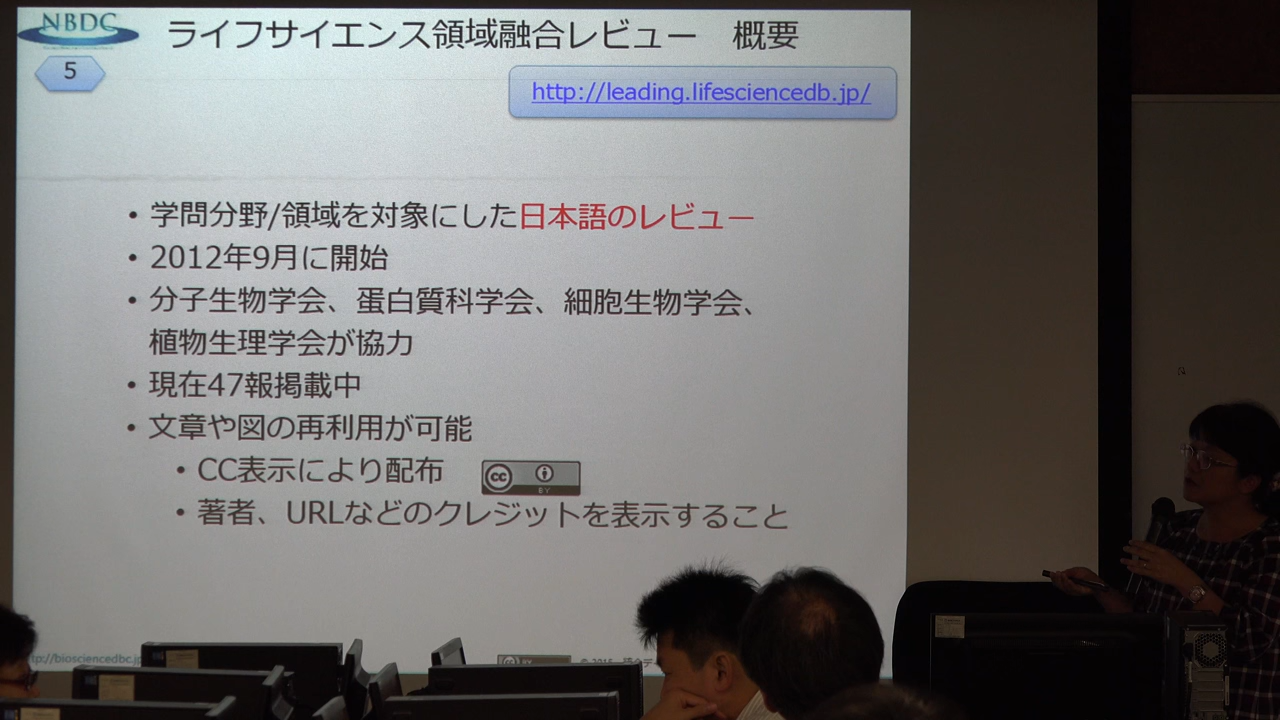 NBDC
ライフサイエンス領域融合レビュー　概要
5
http://leading.lifesciencedb.jp/
• 学問分野/領域を対象にした日本語のレビュー
• 2012年9月に開始
• 分子生物学会、蛋白質科学会、細胞生物学会、
植物生理学会が協力
• 現在47報掲載中
• 文章や図の再利用が可能
• CC表示により配布
cc BY
• 著者、URLなどのクレジットを表示すること
://biosciencedbc.jp